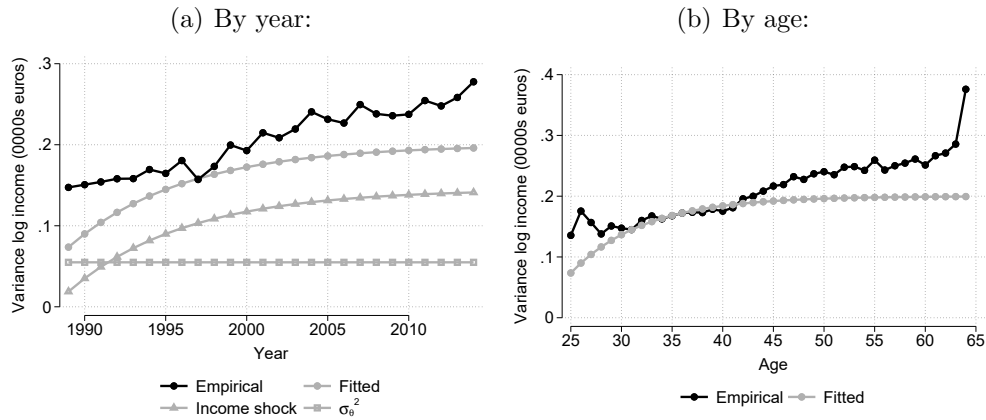 (a) By year:
Variance log income (0000s euros)
.3
.2
.1
0
1990 1995 2000 2005 2010
Year
Empirical Fitted
Income shock σθ²
(b) By age:
Variance log income (0000s euros)
.4
.3
.2
.1
0
25 30 35 40 45 50 55 60 65
Age
Empirical Fitted